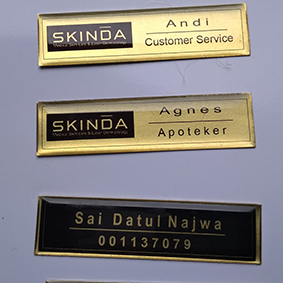 SKINDA
Andi
Customer Service
SKINDA
Agnes
Apoteker
Sai Datul Najwa
001137079